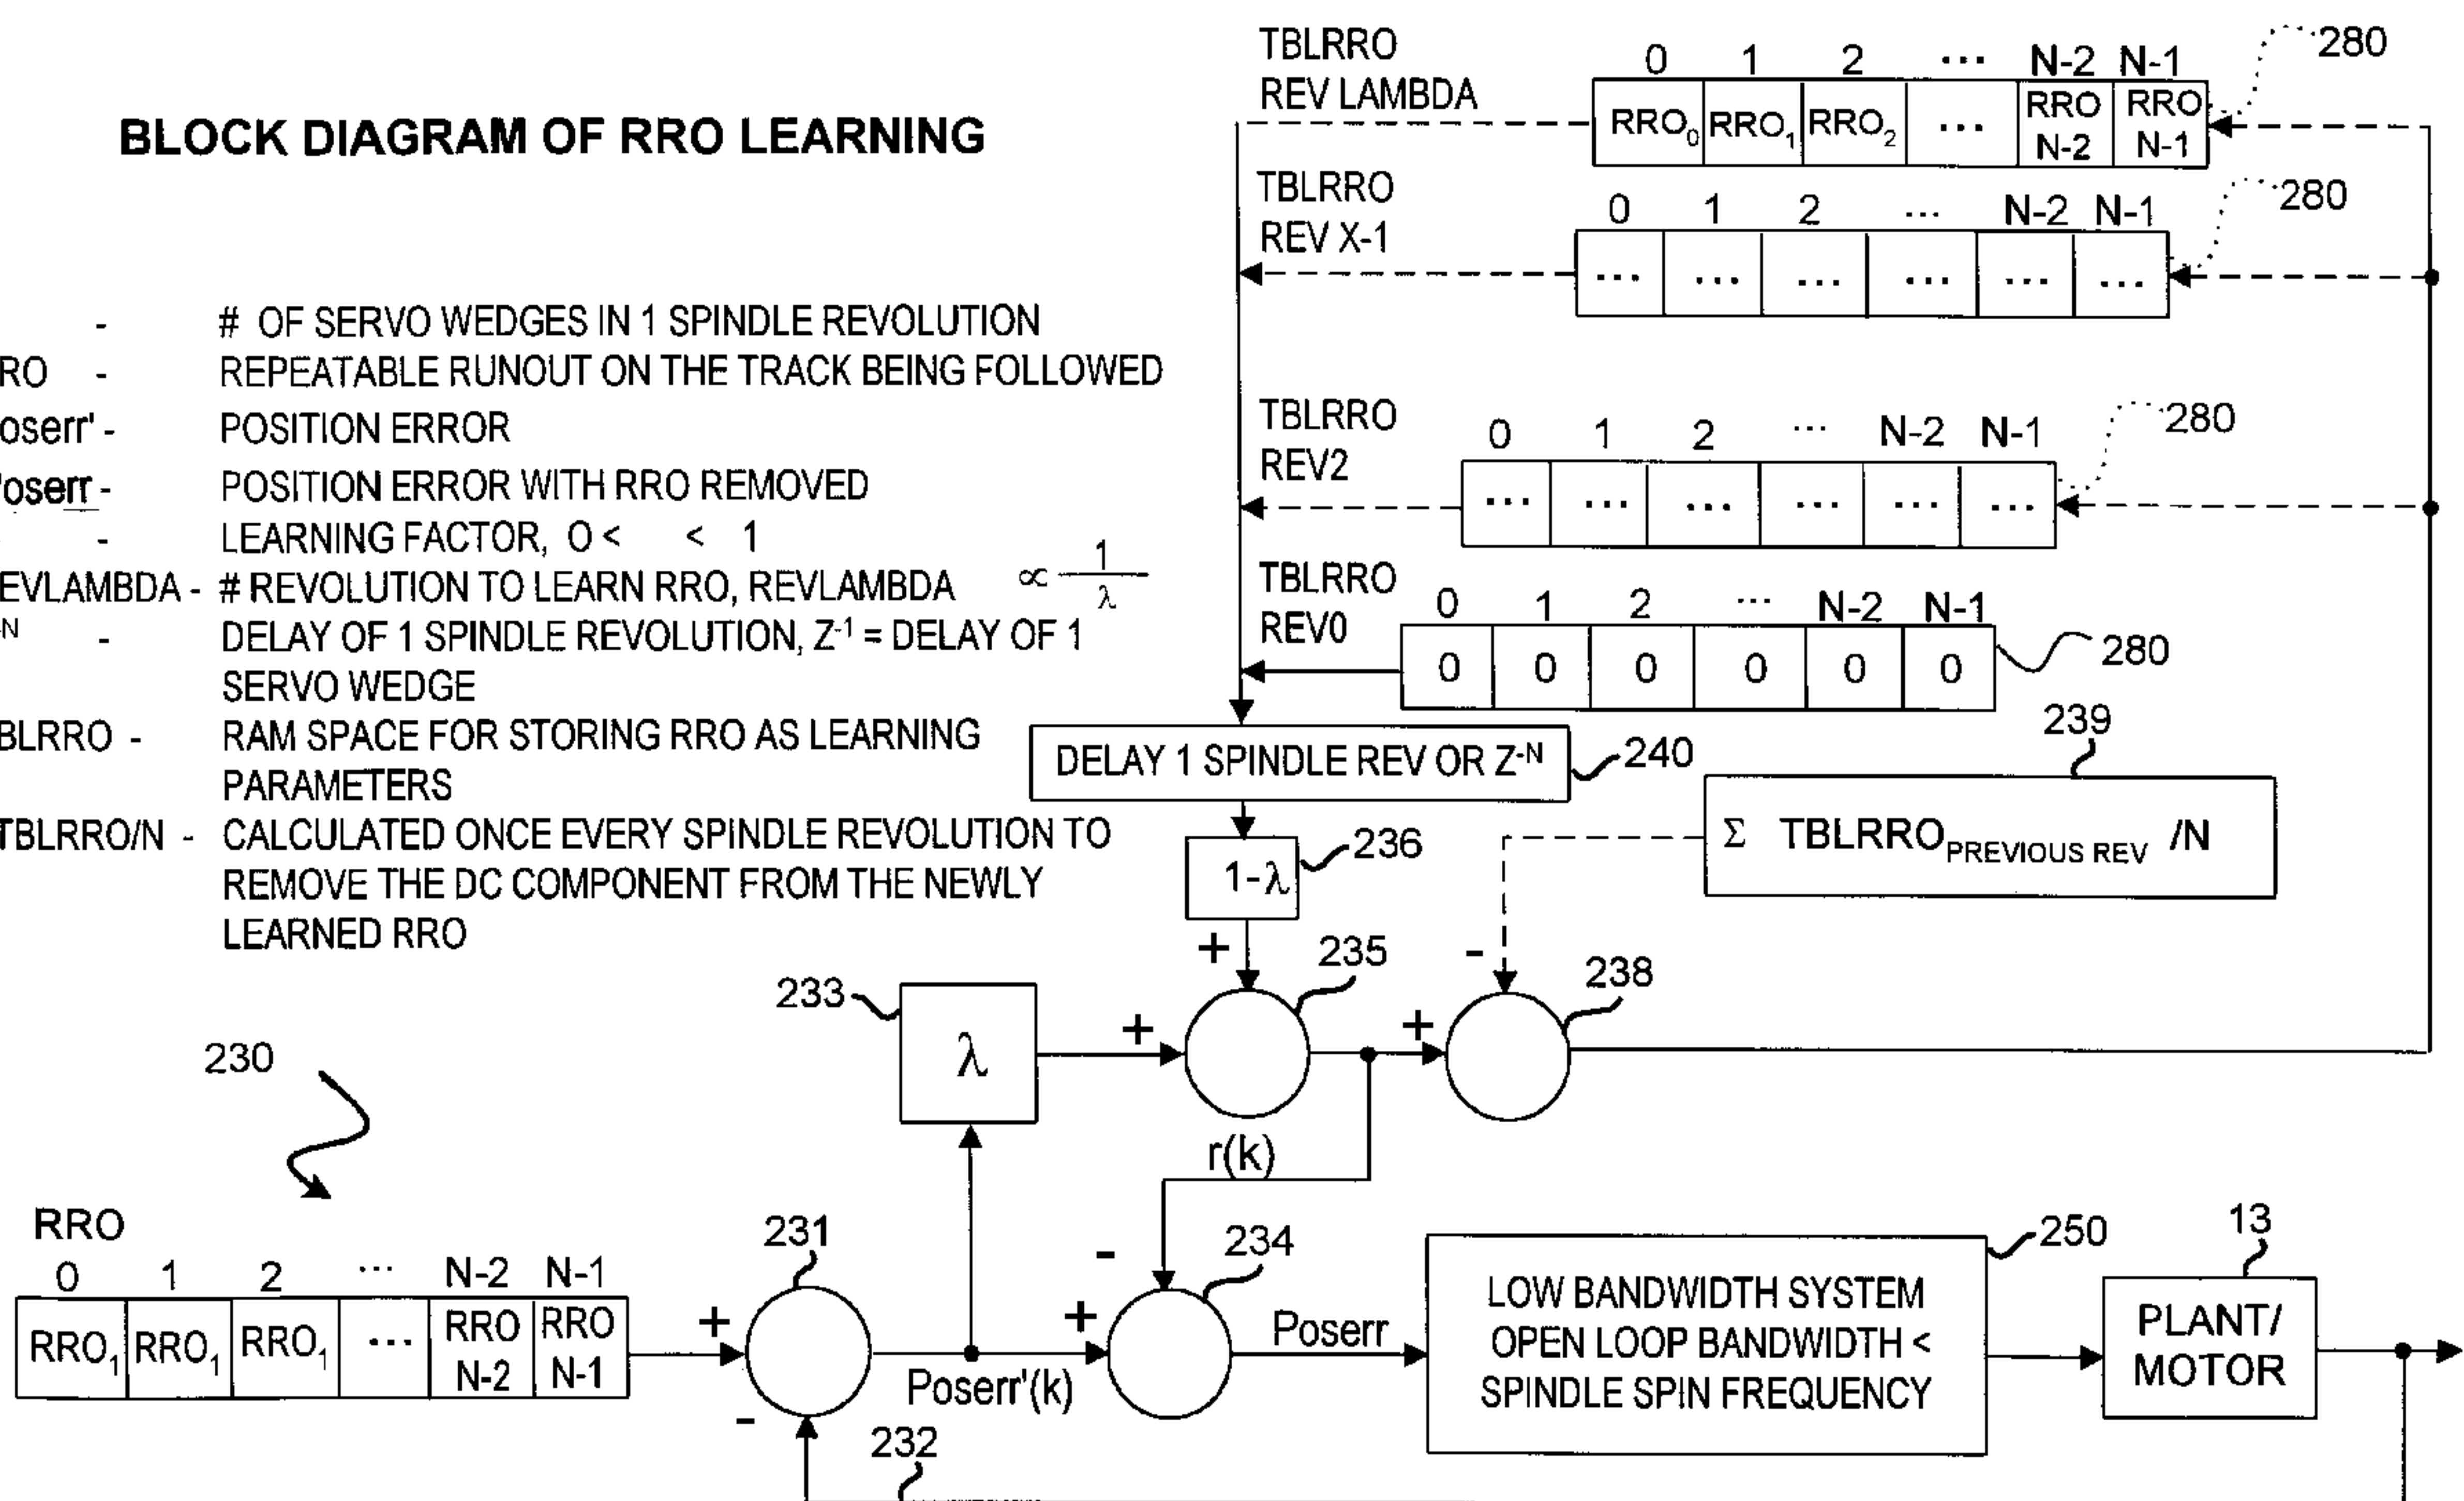 BLOCK DIAGRAM OF RRO LEARNING
- # OF SERVO WEDGES IN 1 SPINDLE REVOLUTION
RO - REPEATABLE RUNOUT ON THE TRACK BEING FOLLOWED
oserr' - POSITION ERROR
oserr - POSITION ERROR WITH RRO REMOVED
- LEARNING FACTOR, O < < 1
EVLAMBDA - # REVOLUTION TO LEARN RRO, REVLAMBDA ∝ 1/λ
-N - DELAY OF 1 SPINDLE REVOLUTION, Z-1 = DELAY OF 1
SERVO WEDGE
BLRRO - RAM SPACE FOR STORING RRO AS LEARNING
PARAMETERS
TBLRRO/N - CALCULATED ONCE EVERY SPINDLE REVOLUTION TO
REMOVE THE DC COMPONENT FROM THE NEWLY
LEARNED RRO
TBLRRO
REV LAMBDA
0 1 2 ... N-2 N-1
RRO0 RRO1 RRO2 ... RRO N-2 RRO N-1
280
TBLRRO
REV X-1
0 1 2 ... N-2 N-1
... ... ... ... ... ...
280
TBLRRO
REV2
0 1 2 ... N-2 N-1
... ... ... ... ... ...
280
TBLRRO
REV0
0 1 2 ... N-2 N-1
0 0 0 0 0 0
280
DELAY 1 SPINDLE REV OR Z-N
240
239
Σ TBLRRO PREVIOUS REV /N
1-λ
236
+
235
-
238
233
λ
+
+
r(k)
230
RRO
0 1 2 ... N-2 N-1
RRO1 RRO1 RRO1 ... RRO N-2 RRO N-1
+
231
-
Poserr'(k)
232
-
+
234
Poserr
250
LOW BANDWIDTH SYSTEM
OPEN LOOP BANDWIDTH <
SPINDLE SPIN FREQUENCY
13
PLANT/
MOTOR